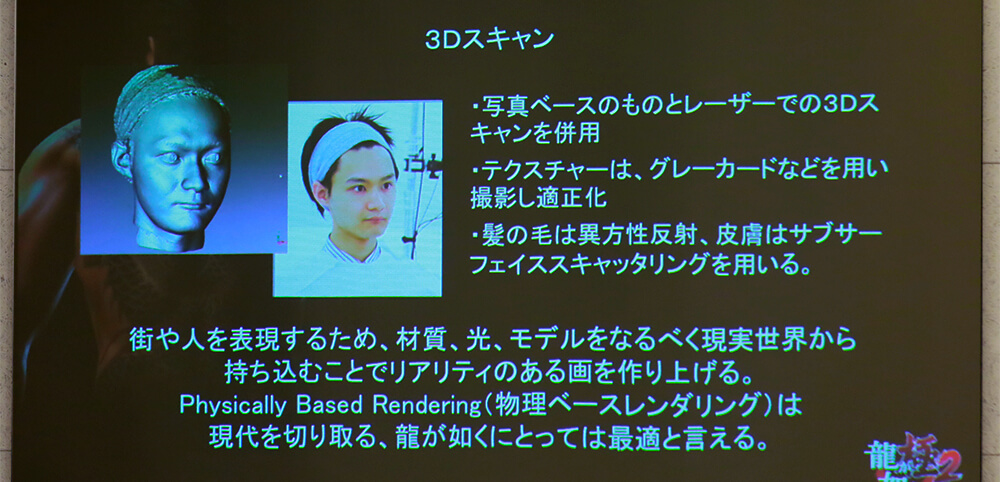 3Dスキャン
・写真ベースのものとレーザーでの3Dス
キャンを併用
・テクスチャーは、グレーカードなどを用い
撮影し適正化
・髪の毛は異方性反射、皮膚はサブサー
フェイススキャッタリングを用いる。
街や人を表現するため、材質、光、モデルをなるべく現実世界から
持ち込むことでリアリティのある画を作り上げる。
Physically Based Rendering(物理ベースレンダリング)は
現代を切り取る、龍が如くにとっては最適と言える。
龍が 極2